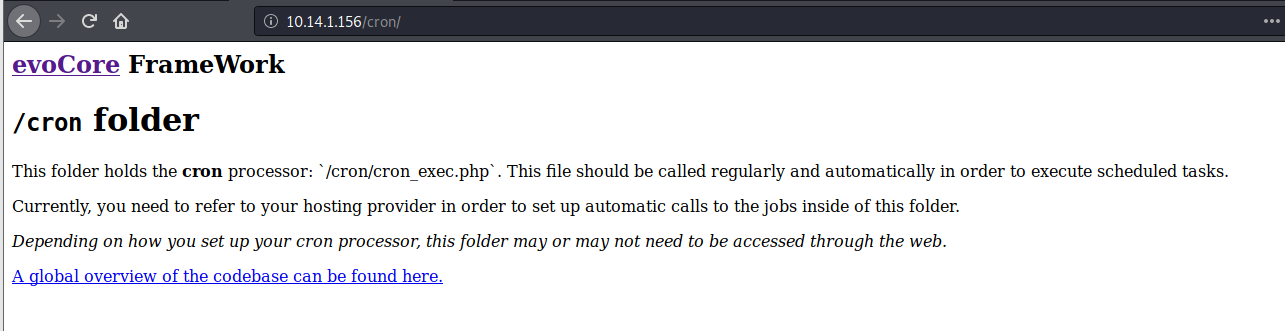 10.14.1.156/cron/
evoCore FrameWork
/cron folder
This folder holds the cron processor: `/cron/cron_exec.php`. This file should be called regularly and automatically in order to execute scheduled tasks.
Currently, you need to refer to your hosting provider in order to set up automatic calls to the jobs inside of this folder.
Depending on how you set up your cron processor, this folder may or may not need to be accessed through the web.
A global overview of the codebase can be found here.